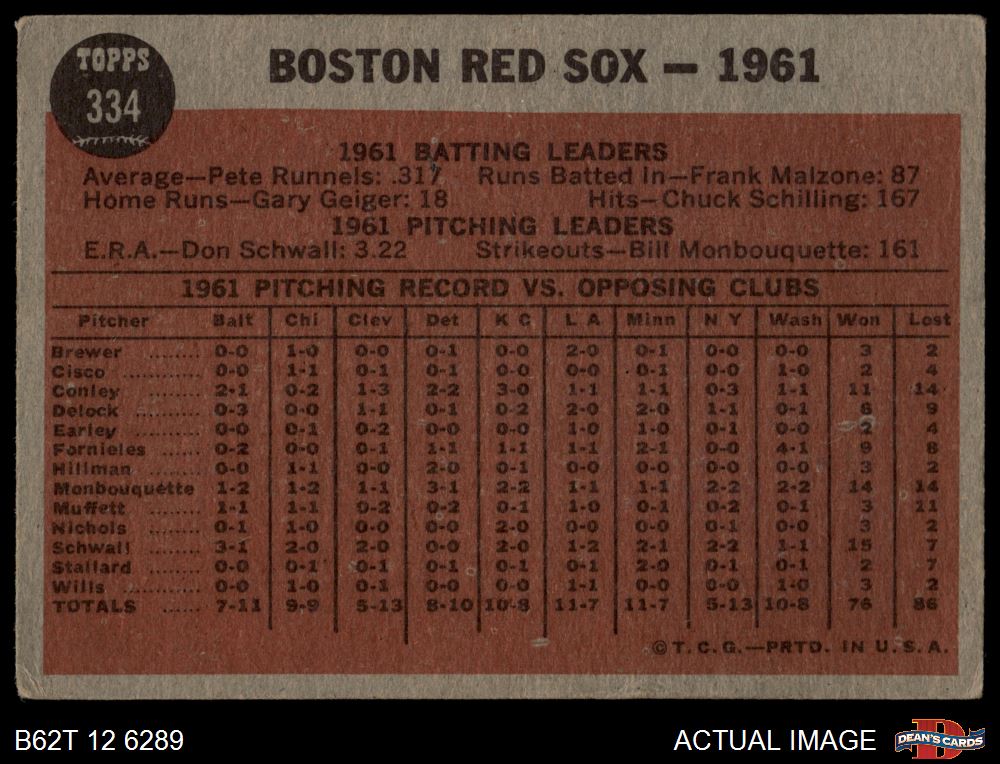 TOPPS
334
BOSTON RED SOX — 1961
1961 BATTING LEADERS
Average—Pete Runnels: .317 Runs Batted In—Frank Malzone: 87
Home Runs—Gary Geiger: 18 Hits—Chuck Schilling: 167
1961 PITCHING LEADERS
E.R.A.—Don Schwall: 3.22 Strikeouts—Bill Monbouquette: 161
1961 PITCHING RECORD VS. OPPOSING CLUBS
Pitcher Balt Chi Clev Det K C L A Minn N Y Wash Won Lost
Brewer ....... 0-0 1-0 0-0 0-1 0-0 2-0 0-1 0-0 0-0 3 2
Cisco ........... 0-0 1-1 0-1 0-1 0-0 0-0 0-1 0-0 1-0 2 4
Conley ......... 2-1 0-2 1-3 2-2 3-0 1-1 1-1 0-3 1-1 11 14
Delock ......... 0-3 0-0 1-1 0-1 0-2 2-0 2-0 1-1 0-1 6 9
Earley ......... 0-0 0-1 0-2 0-0 0-0 1-0 1-0 0-1 0-0 2 4
Fornieles ...... 0-2 0-0 0-1 1-1 1-1 1-1 2-1 0-0 4-1 9 8
Hillman ........ 0-0 1-1 0-0 2-0 0-1 0-0 0-0 0-0 0-0 3 2
Monbouquette 1-2 1-2 1-1 3-1 2-2 1-1 1-1 2-2 2-2 14 14
Muffett ....... 1-1 1-1 0-2 0-2 0-1 1-0 0-1 0-2 0-1 3 11
Nichols ....... 0-1 1-0 0-0 0-0 2-0 0-0 0-0 0-1 0-0 3 2
Schwall ........ 3-1 2-0 2-0 0-0 2-0 1-2 2-1 2-2 1-1 15 7
Stallard ....... 0-0 0-1 0-1 0-1 0-1 0-1 2-0 0-1 0-1 2 7
Wills ........... 0-0 1-0 0-1 0-0 0-0 1-1 0-0 0-0 1-0 3 2
TOTALS ...... 7-11 9-9 5-13 8-10 10-8 11-7 11-7 5-13 10-8 76 86
©T.C.G.—PRTD. IN U.S.A.
B62T 12 6289
ACTUAL IMAGE
DEAN'S CARDS